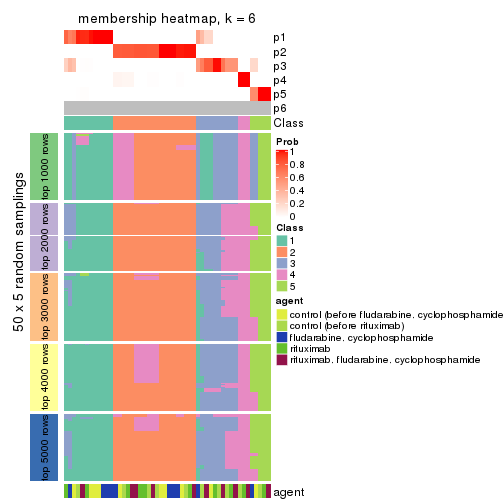 membership heatmap, k = 6
p1
p2
p3
p4
p5
p6
Class
Prob
1
0.8
0.6
0.4
0.2
0
Class
1
2
3
4
5
agent
control (before fludarabine. cyclophosphamide
control (before rituximab)
fludarabine. cyclophosphamide
rituximab
rituximab. fludarabine. cyclophosphamide
50 x 5 random samplings
top 1000 rows
top 2000 rows
top 3000 rows
top 4000 rows
top 5000 rows
agent